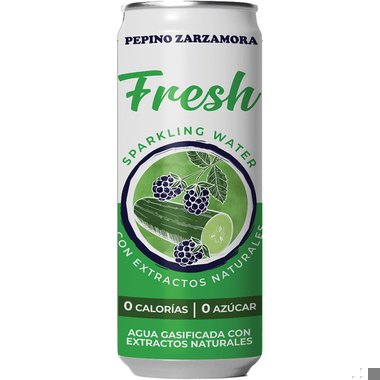 PEPINO ZARZAMORA
Fresh
SPARKLING WATER
CON EXTRACTOS NATURALES
0 CALORÍAS | 0 AZÚCAR
AGUA GASIFICADA CON
EXTRACTOS NATURALES